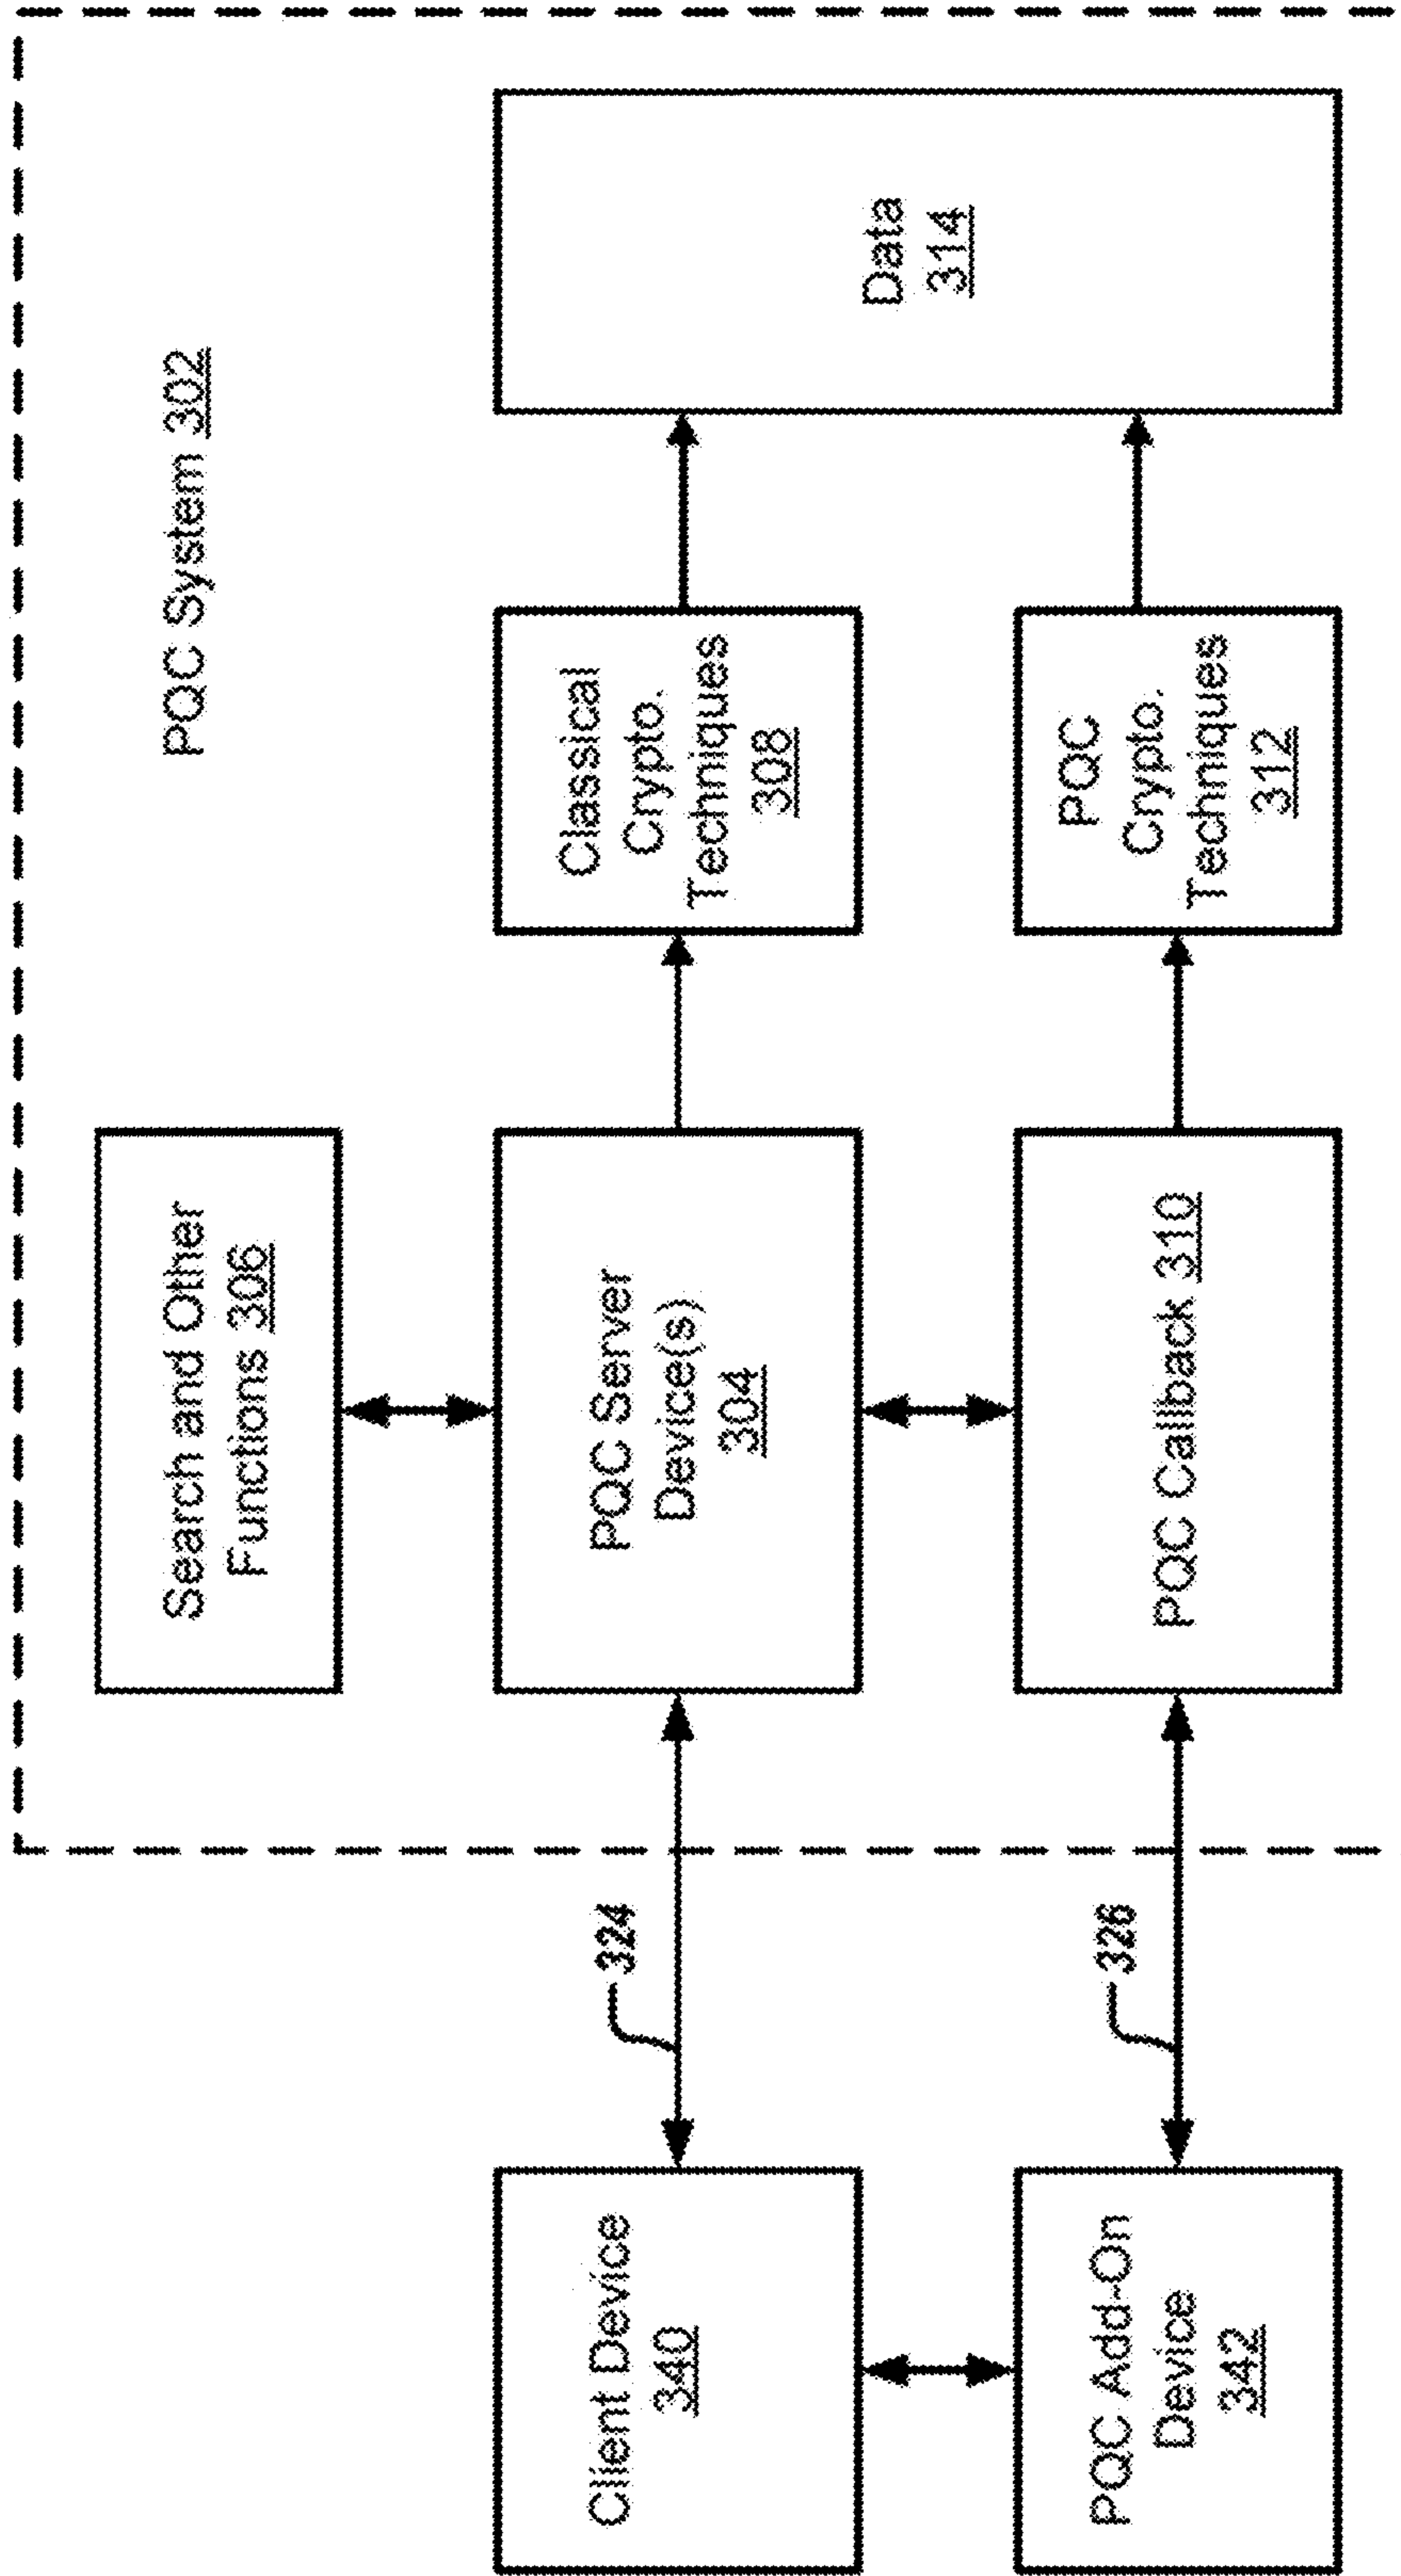 PQC System 302
Search and Other
Functions 306
Client Device
340
324
PQC Server
Device(s)
304
Classical
Crypto.
Techniques
308
Data
314
PQC Add-On
Device
342
326
PQC Callback 310
PQC
Crypto.
Techniques
312